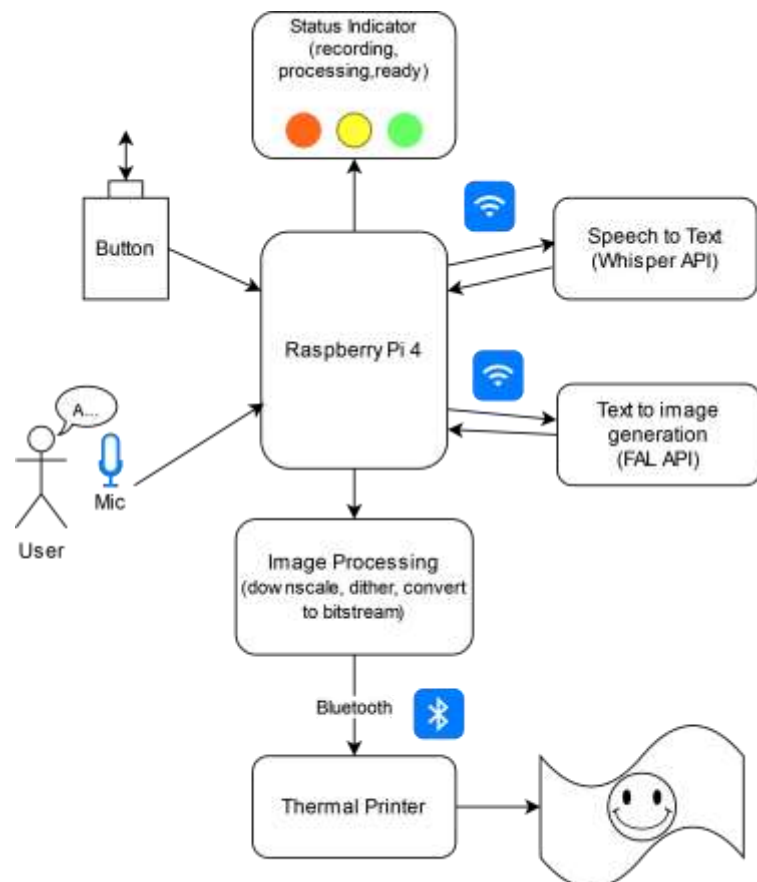 Status Indicator
(recording,
processing,ready)
Button
Speech to Text
(Whisper API)
Raspberry Pi 4
A...
Text to image
generation
(FAL API)
Mic
User
Image Processing
(downscale, dither, convert
to bitstream)
Bluetooth
Thermal Printer